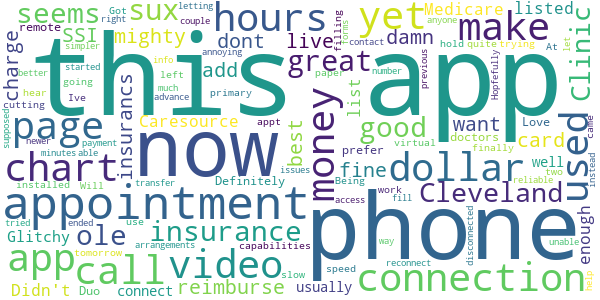 this app
now
phone
appointment
connection
dollar
video
chart
page
call
app
money
insurance
used
hours
great
good
make
yet
Cleveland
clinic
seems
sux
SSI
mighty
ole
reimburse
insurancs
charge
add
dont
live
damn
want
card
fine
well
enough
best
list
listed
Medicare
Caresource
prefer
doctors
usually
Definitely
Being
Glitchy
Didn't
Duo
connect
capabilities
installed
Will
transfer
issues
access
work
fill
virtual
finally
reliable
two
unable
instead
came
help
let
speed
reconnect
disconnected
way
slow
use
arrangements
tomorrow
ended
tried
supposed
minutes
able
payment
newer
cutting
hear
info
left
primary
appt
advance
previous
Hopefully
much
Ive
At
number
paper
hold
quite
trying
contact
anyone
Love
forms
filling
annoying
started
going
better
simpler
remote
Got
right
couple
letting